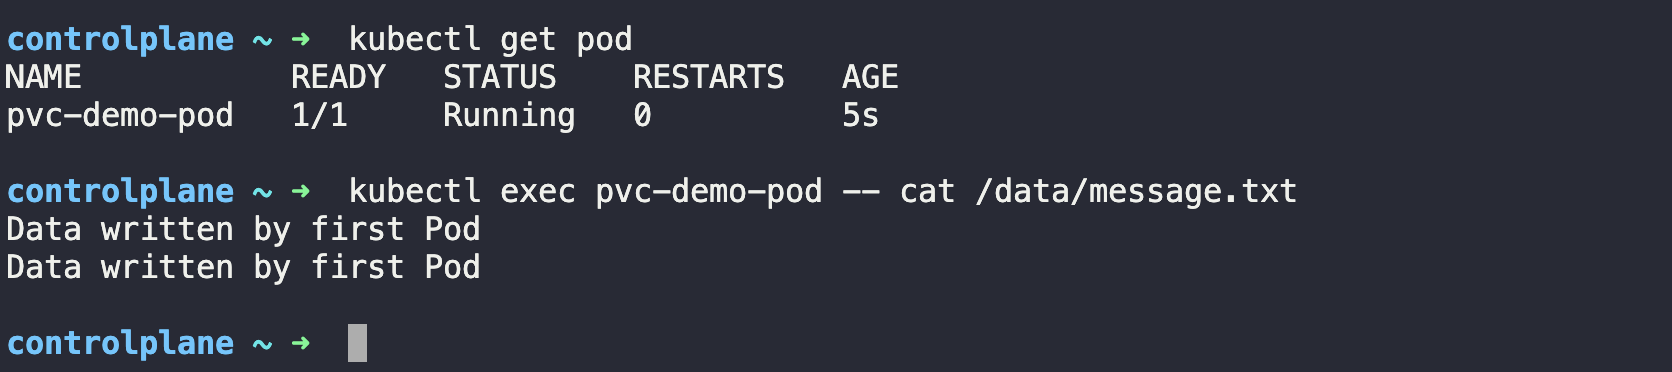 controlplane ~ ➜  kubectl get pod
NAME           READY   STATUS    RESTARTS   AGE
pvc-demo-pod   1/1     Running   0          5s
controlplane ~ ➜  kubectl exec pvc-demo-pod -- cat /data/message.txt
Data written by first Pod
Data written by first Pod
controlplane ~ ➜